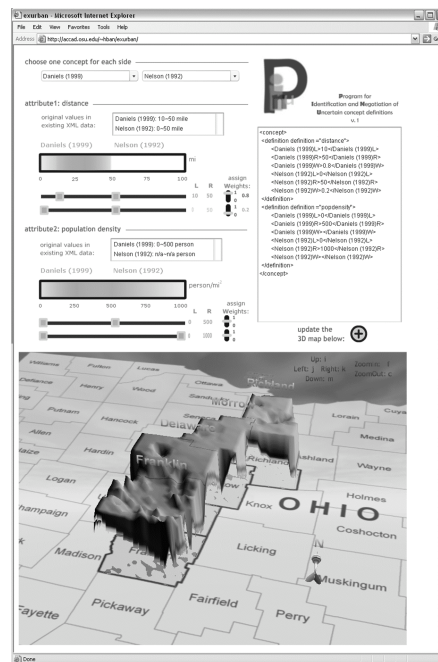 exurban - Microsoft Internet Explorer
File Edit View Favorites Tools Help
Address http://accad.osu.edu/~hban/exurban/
choose one concept for each side
Daniels (1999) Nelson (1992)
attribute1: distance
original values in existing XML data:
Daniels (1999): 10~50 mile
Nelson (1992): 0~50 mile
Daniels (1999) Nelson (1992)
mi
0 25 50 75 100
assign Weights:
L R
10 50 1 0 0.8
0 50 1 0 0.2
attribute2: population density
original values in existing XML data:
Daniels (1999): 0~500 person
Nelson (1992): n/a~n/a person
Daniels (1999) Nelson (1992)
person/mi²
0 250 500 750 1000
assign Weights:
L R
0 500 1 0
1 0
P
Program for
Identification and Negotiation of
Uncertain concept definitions
v. 1
<concept>
<definition definition ="distance">
<Daniels (1999)L>10</Daniels (1999)L>
<Daniels (1999)R>50</Daniels (1999)R>
<Daniels (1999)W>0.8</Daniels (1999)W>
<Nelson (1992)L>0</Nelson (1992)L>
<Nelson (1992)R>50</Nelson (1992)R>
<Nelson (1992)W>0.2</Nelson (1992)W>
</definition>
<definition definition ="popdensity">
<Daniels (1999)L>0</Daniels (1999)L>
<Daniels (1999)R>500</Daniels (1999)R>
<Daniels (1999)W></Daniels (1999)W>
<Nelson (1992)L>0</Nelson (1992)L>
<Nelson (1992)R>1000</Nelson (1992)R>
<Nelson (1992)W></Nelson (1992)W>
</definition>
</concept>
update the
3D map below:
Up: i
Left: j Right: k
Down: m
ZoomOut: c
Williams Fulton Lucas
Defiance Henry Wood Ottawa Richland
Putnam Hancock Morrow Lorain Cuya
Allen Hardin Delaware Medina
Logan Franklin Richland Ashland Wayne
Knox OHIO Holmes
Coshocton
Licking N
Madison Muskingum
Pickaway Fairfield
Fayette Perry
Done